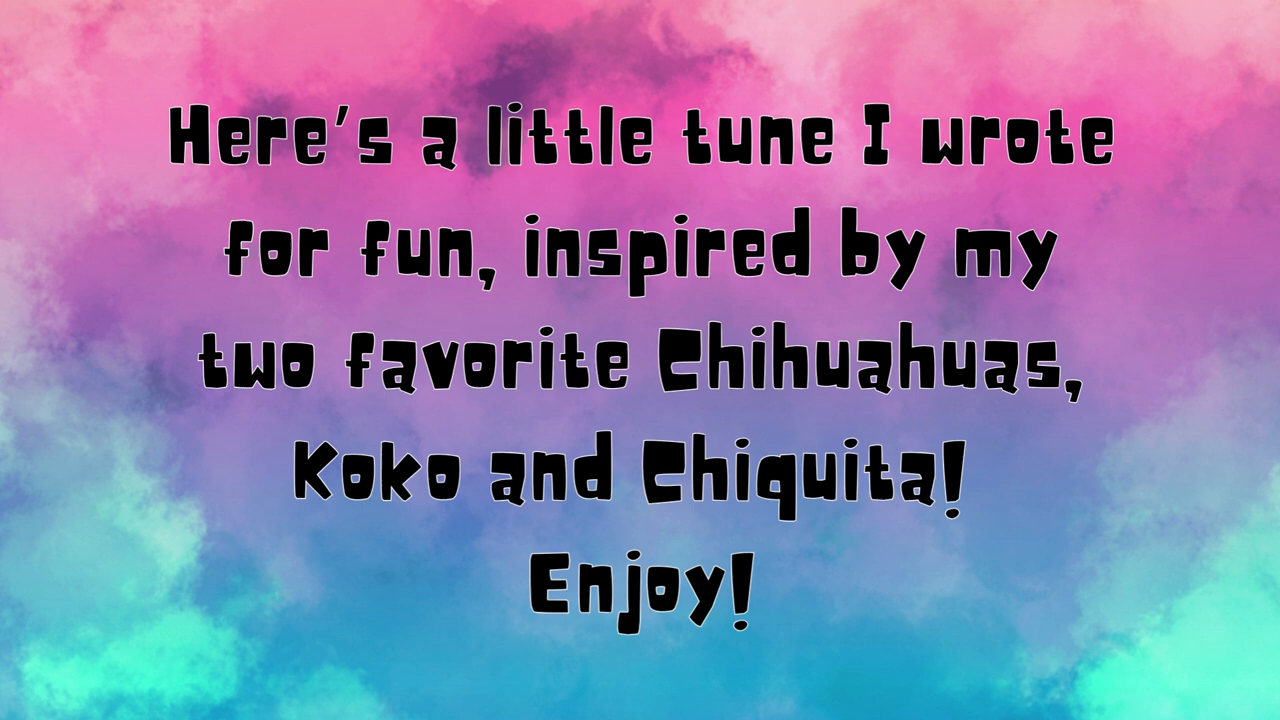 Here's a little tune I wrote
for fun, inspired by my
two favorite Chihuahuas,
Koko and Chiquita!
Enjoy!